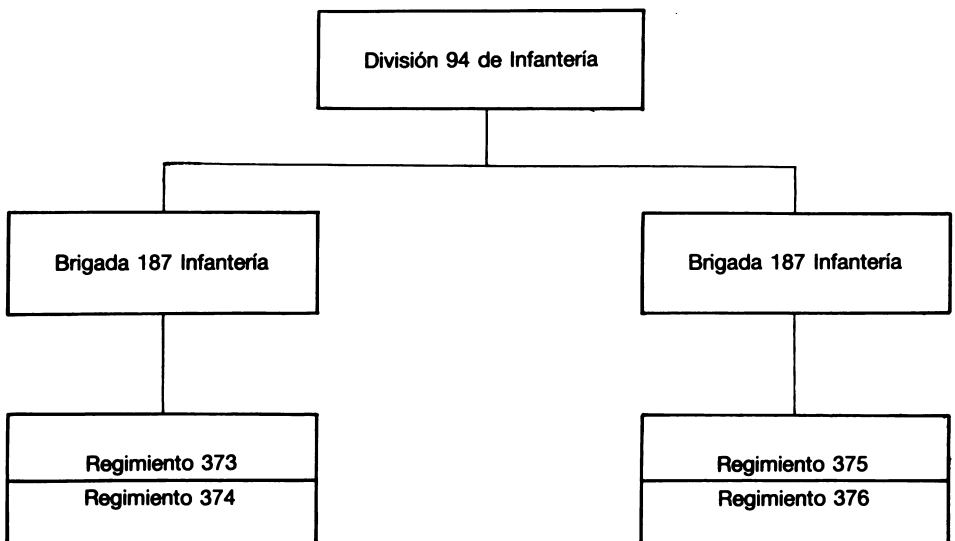 División 94 de Infantería
Brigada 187 Infantería
Brigada 187 Infantería
Regimiento 373
Regimiento 374
Regimiento 375
Regimiento 376